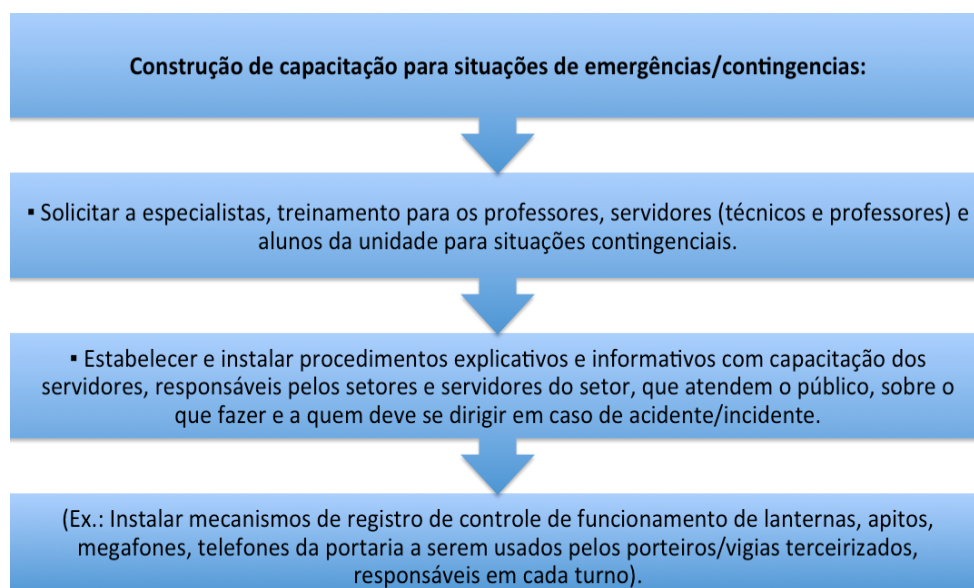 Construção de capacitação para situações de emergências/contingencias:
▪ Solicitar a especialistas, treinamento para os professores, servidores (técnicos e professores) e
alunos da unidade para situações contingenciais.
▪ Estabelecer e instalar procedimentos explicativos e informativos com capacitação dos
servidores, responsáveis pelos setores e servidores do setor, que atendem o público, sobre o
que fazer e a quem deve se dirigir em caso de acidente/incidente.
(Ex.: Instalar mecanismos de registro de controle de funcionamento de lanternas, apitos,
megafones, telefones da portaria a serem usados pelos porteiros/vigias terceirizados,
responsáveis em cada turno).